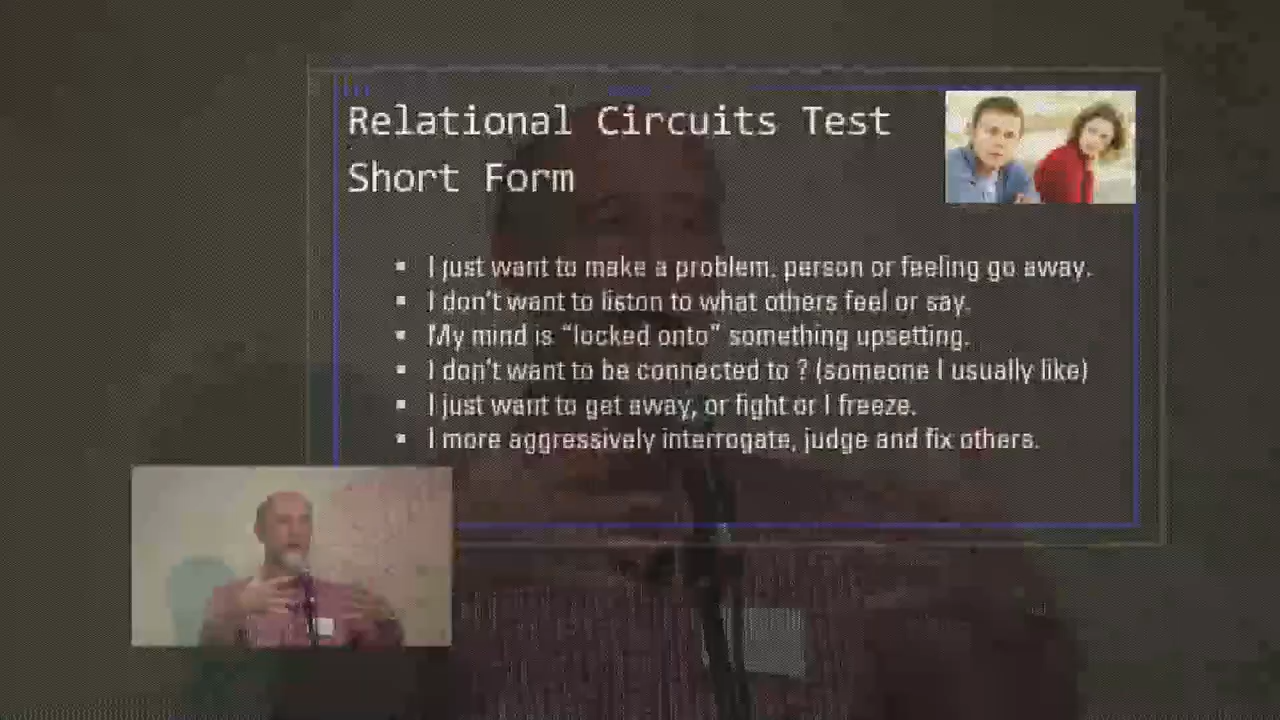 Relational Circuits Test
Short Form
▪ I just want to make a problem, person or feeling go away.
▪ I don't want to liston to what others feel or say.
▪ My mind is “locked onto” something upsetting.
▪ I don't want to be connected to ? (someone I usually like)
▪ I just want to get away, or fight or I freeze.
▪ I more aggressively interrogate, judge and fix others.